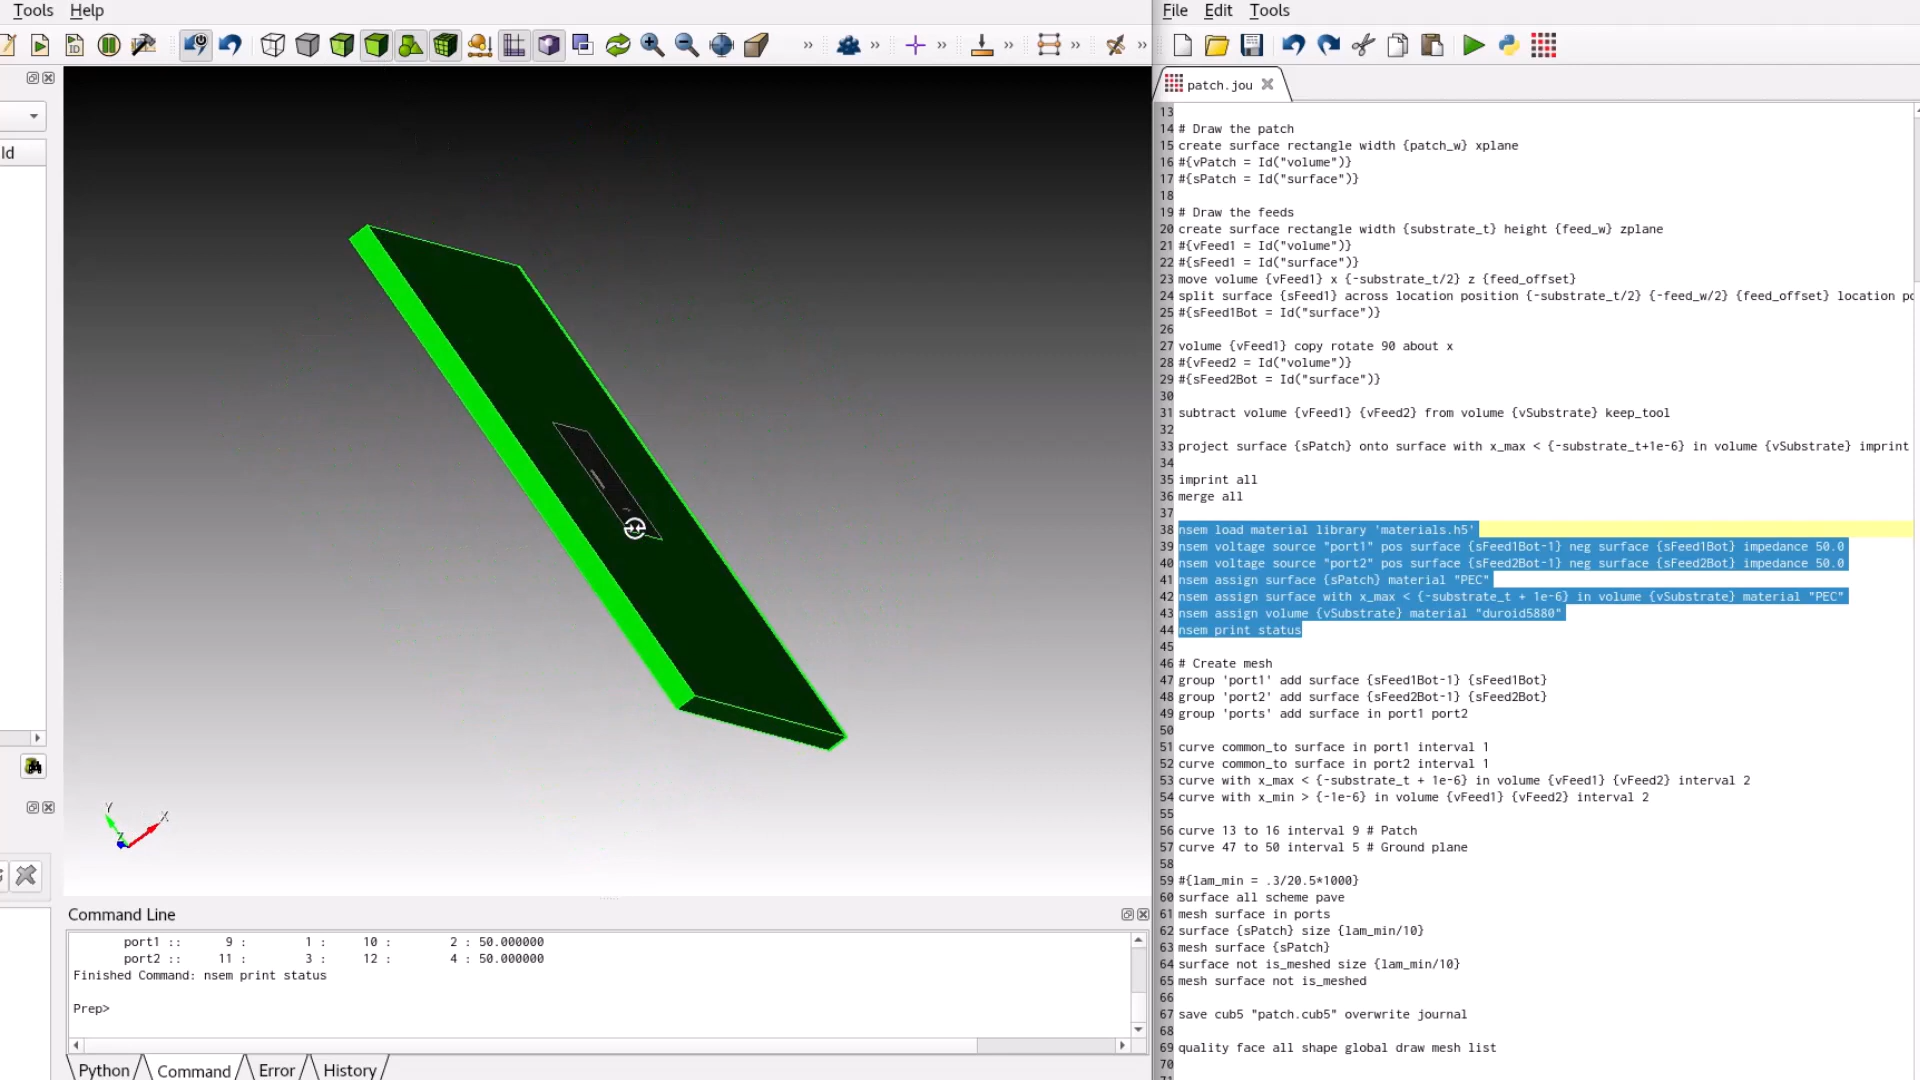 Tools Help
File Edit Tools
ID
» » » » » »
patch.jou
Id
13
14 # Draw the patch
15 create surface rectangle width {patch_w} xplane
16 #{vPatch = Id("volume")}
17 #{sPatch = Id("surface")}
18
19 # Draw the feeds
20 create surface rectangle width {substrate_t} height {feed_w} zplane
21 #{vFeed1 = Id("volume")}
22 #{sFeed1 = Id("surface")}
23 move volume {vFeed1} x {-substrate_t/2} z {feed_offset}
24 split surface {sFeed1} across location position {-substrate_t/2} {-feed_w/2} {feed_offset} location po
25 #{sFeed1Bot = Id("surface")}
26
27 volume {vFeed1} copy rotate 90 about x
28 #{vFeed2 = Id("volume")}
29 #{sFeed2Bot = Id("surface")}
30
31 subtract volume {vFeed1} {vFeed2} from volume {vSubstrate} keep_tool
32
33 project surface {sPatch} onto surface with x_max < {-substrate_t+1e-6} in volume {vSubstrate} imprint
34
35 imprint all
36 merge all
37
38 nsem load material library 'materials.h5'
39 nsem voltage source "port1" pos surface {sFeed1Bot-1} neg surface {sFeed1Bot} impedance 50.0
40 nsem voltage source "port2" pos surface {sFeed2Bot-1} neg surface {sFeed2Bot} impedance 50.0
41 nsem assign surface {sPatch} material "PEC"
42 nsem assign surface with x_max < {-substrate_t + 1e-6} in volume {vSubstrate} material "PEC"
43 nsem assign volume {vSubstrate} material "duroid5880"
44 nsem print status
45
46 # Create mesh
47 group 'port1' add surface {sFeed1Bot-1} {sFeed1Bot}
48 group 'port2' add surface {sFeed2Bot-1} {sFeed2Bot}
49 group 'ports' add surface in port1 port2
50
51 curve common_to surface in port1 interval 1
52 curve common_to surface in port2 interval 1
53 curve with x_max < {-substrate_t + 1e-6} in volume {vFeed1} {vFeed2} interval 2
54 curve with x_min > {-1e-6} in volume {vFeed1} {vFeed2} interval 2
55
56 curve 13 to 16 interval 9 # Patch
57 curve 47 to 50 interval 5 # Ground plane
58
59 #{lam_min = .3/20.5*1000}
60 surface all scheme pave
61 mesh surface in ports
62 surface {sPatch} size {lam_min/10}
63 mesh surface {sPatch}
64 surface not is_meshed size {lam_min/10}
65 mesh surface not is_meshed
66
67 save cub5 "patch.cub5" overwrite journal
68
69 quality face all shape global draw mesh list
70
Y
X
Z
Command Line
port1 :: 9 : 1 : 10 : 2 : 50.000000
port2 :: 11 : 3 : 12 : 4 : 50.000000
Finished Command: nsem print status
Prep>
Python Command Error History